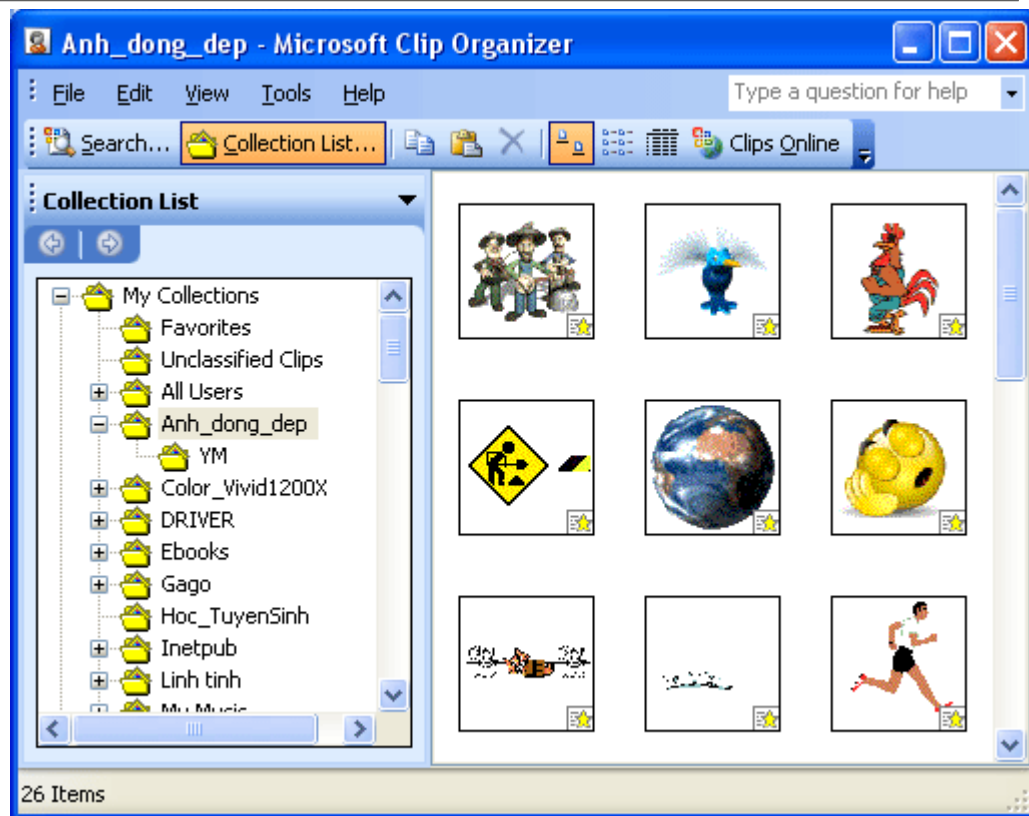 Anh_dong_dep - Microsoft Clip Organizer
File Edit View Tools Help Type a question for help
Search... Collection List... Clips Online
Collection List
My Collections
Favorites
Unclassified Clips
All Users
Anh_dong_dep
YM
Color_Vivid1200X
DRIVER
Ebooks
Gago
Hoc_TuyenSinh
Inetpub
Linh tinh
My Music
26 Items